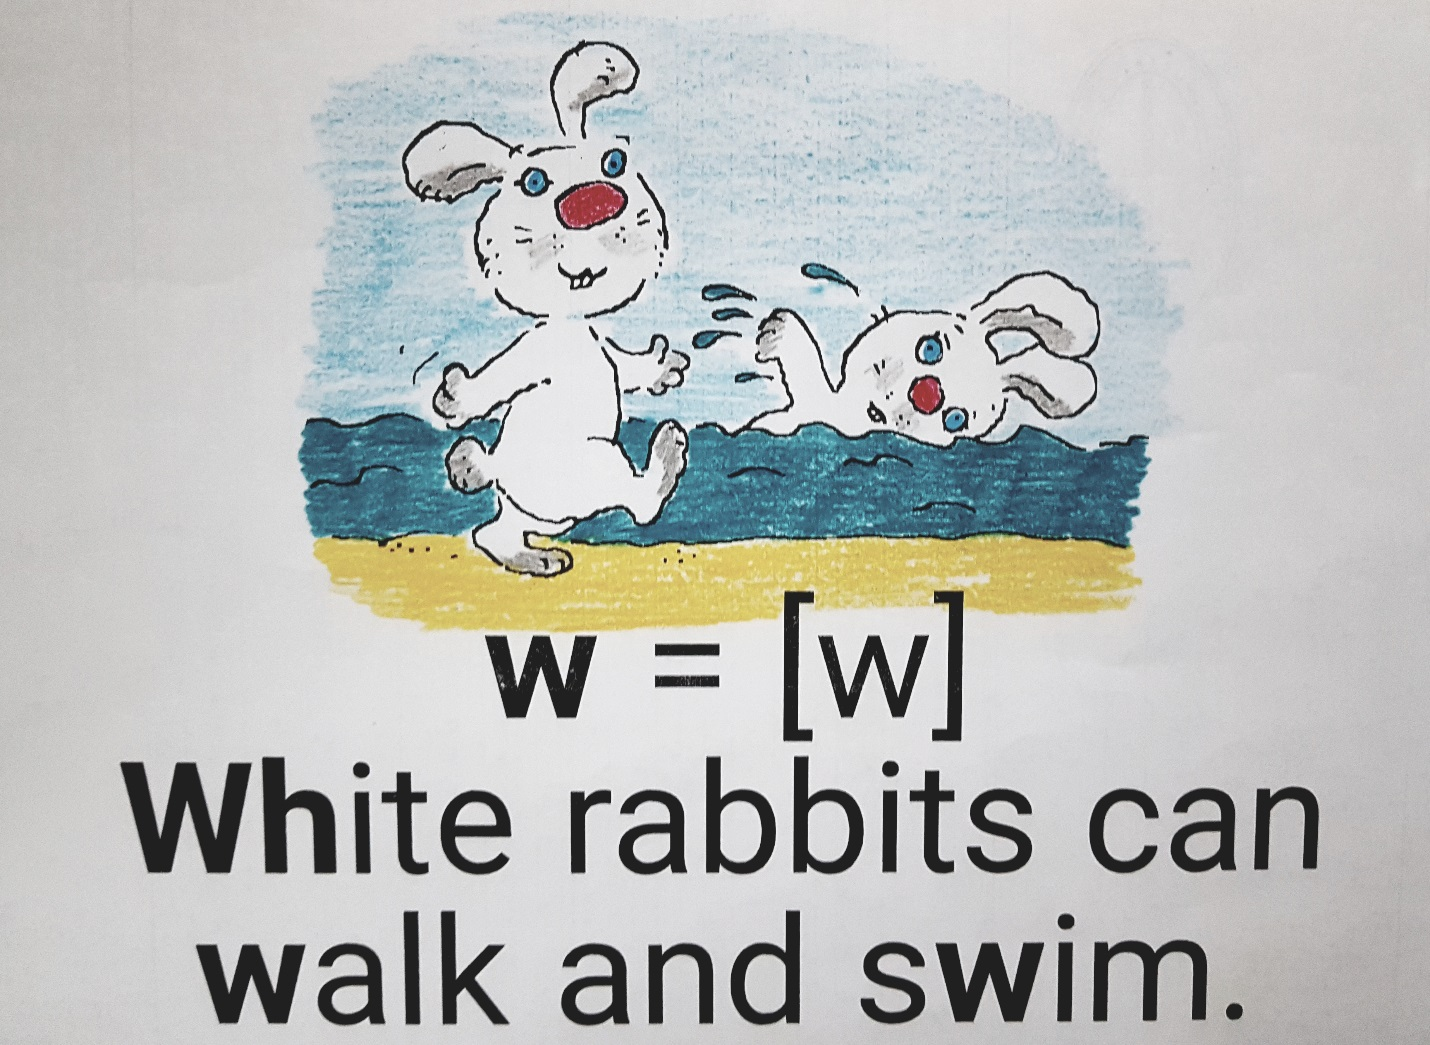 w = [w]
White rabbits can
walk and swim.